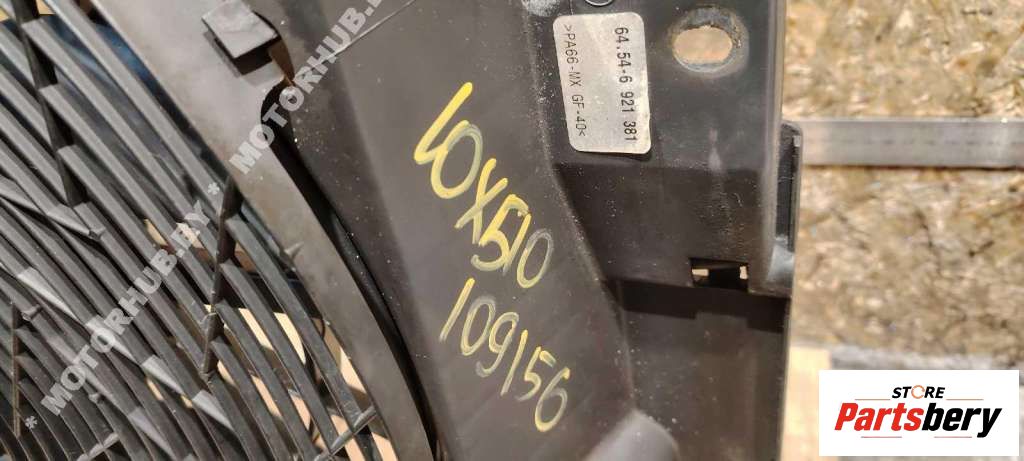 64.54-6 921 381
>PA66-MX GF-40<
LOX510
109156
* MOTORHUB.BY * MOTORHUB.BY
STORE
Partsbery